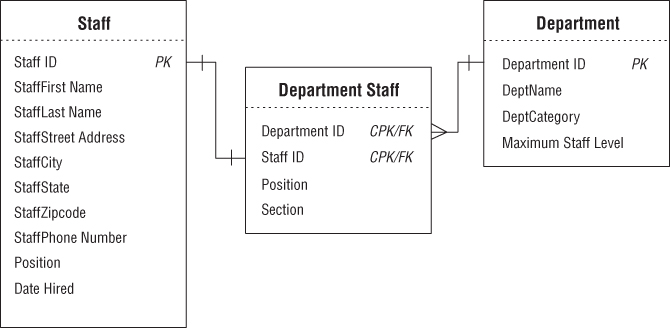 Staff
Staff ID PK
StaffFirst Name
StaffLast Name
StaffStreet Address
StaffCity
StaffState
StaffZipcode
StaffPhone Number
Position
Date Hired
Department Staff
Department ID CPK/FK
Staff ID CPK/FK
Position
Section
Department
Department ID PK
DeptName
DeptCategory
Maximum Staff Level